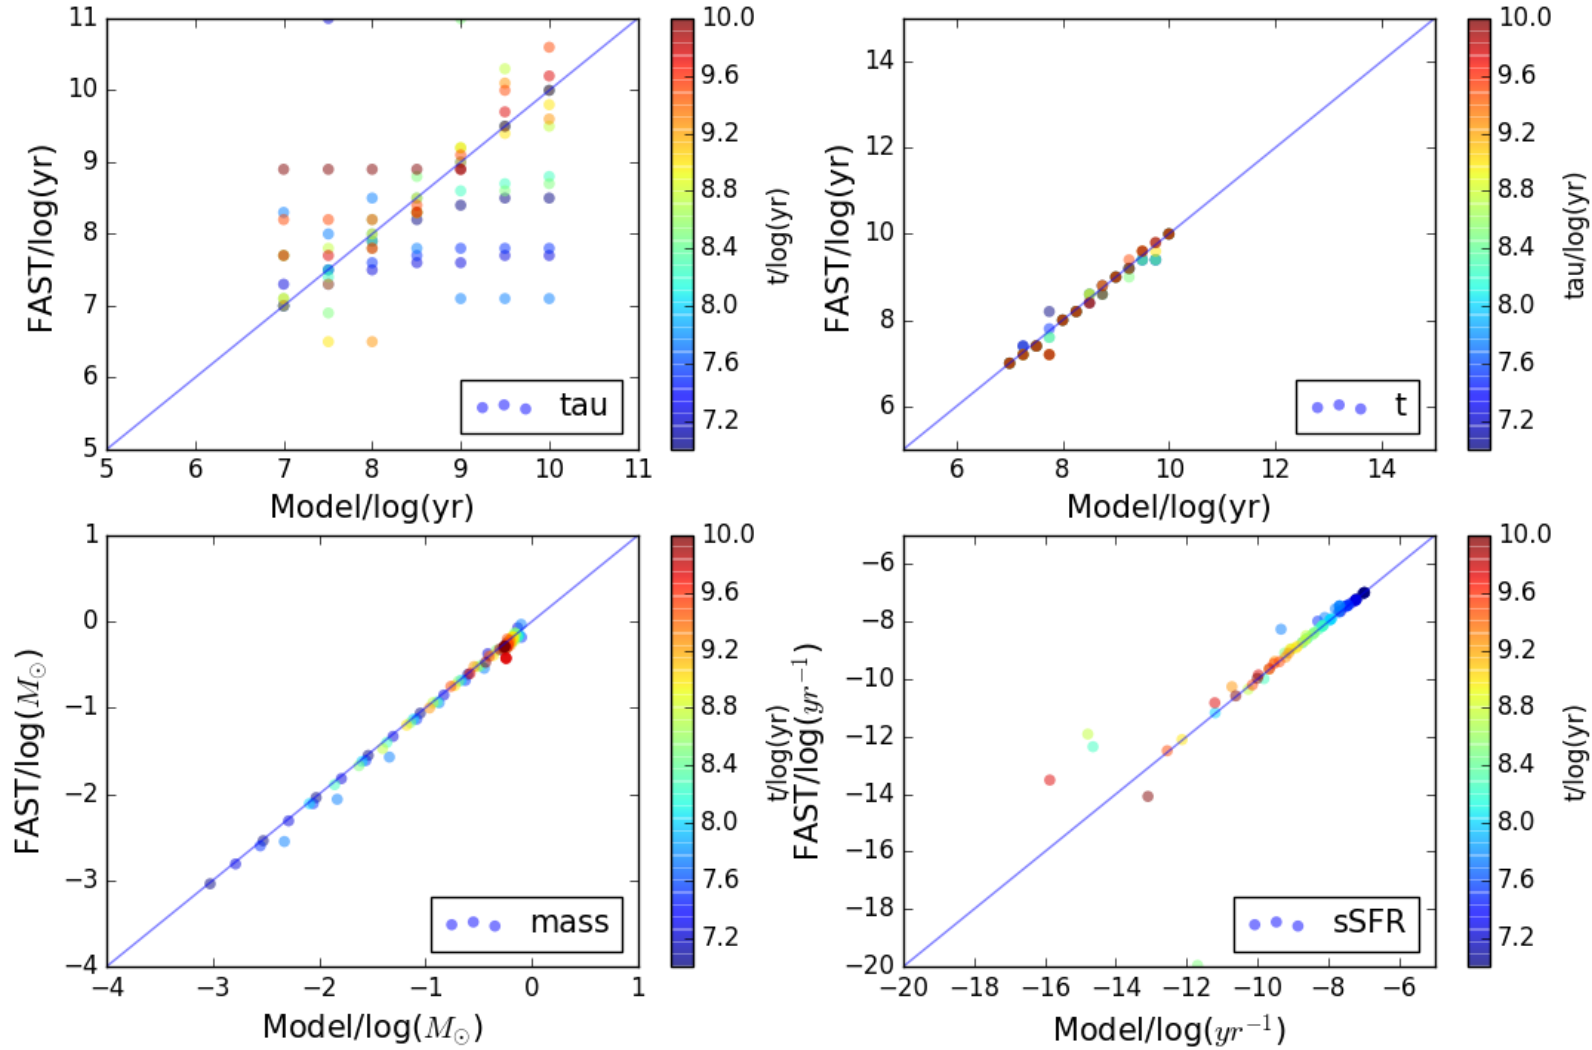 11
10
9
8
7
6
5
5 6 7 8 9 10 11
FAST/log(yr)
Model/log(yr)
tau
10.0
9.6
9.2
8.8
8.4
8.0
7.6
7.2
t/log(yr)
14
12
10
8
6
6 8 10 12 14
FAST/log(yr)
Model/log(yr)
t
10.0
9.6
9.2
8.8
8.4
8.0
7.6
7.2
tau/log(yr)
1
0
−1
−2
−3
−4
−4 −3 −2 −1 0 1
FAST/log(M⊙)
Model/log(M⊙)
mass
10.0
9.6
9.2
8.8
8.4
8.0
7.6
7.2
t/log(yr)
−6
−8
−10
−12
−14
−16
−18
−20
−20 −18 −16 −14 −12 −10 −8 −6
FAST/log(yr⁻¹)
Model/log(yr⁻¹)
sSFR
10.0
9.6
9.2
8.8
8.4
8.0
7.6
7.2
t/log(yr)